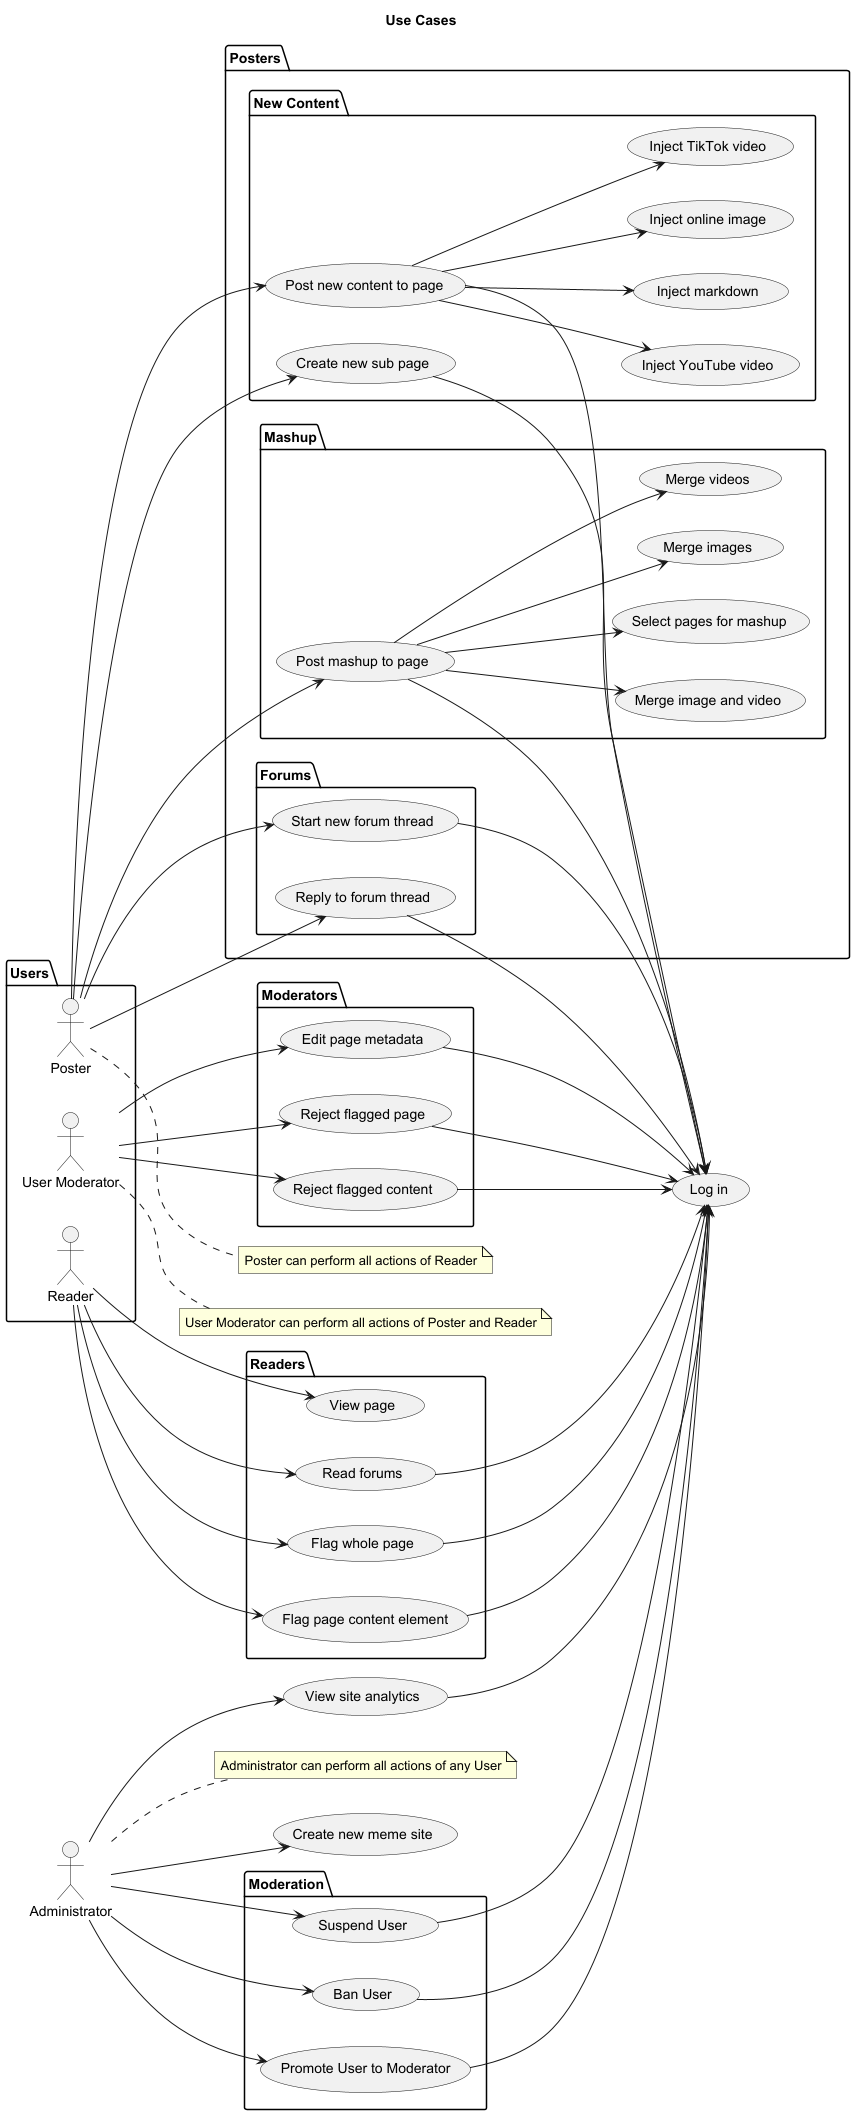 Use Cases
Posters
New Content
Inject TikTok video
Inject online image
Post new content to page
Inject markdown
Create new sub page
Inject YouTube video
Mashup
Merge videos
Merge images
Select pages for mashup
Post mashup to page
Merge image and video
Forums
Start new forum thread
Reply to forum thread
Users
Poster
User Moderator
Reader
Moderators
Edit page metadata
Reject flagged page
Reject flagged content
Log in
Poster can perform all actions of Reader
User Moderator can perform all actions of Poster and Reader
Readers
View page
Read forums
Flag whole page
Flag page content element
View site analytics
Administrator can perform all actions of any User
Create new meme site
Administrator
Moderation
Suspend User
Ban User
Promote User to Moderator